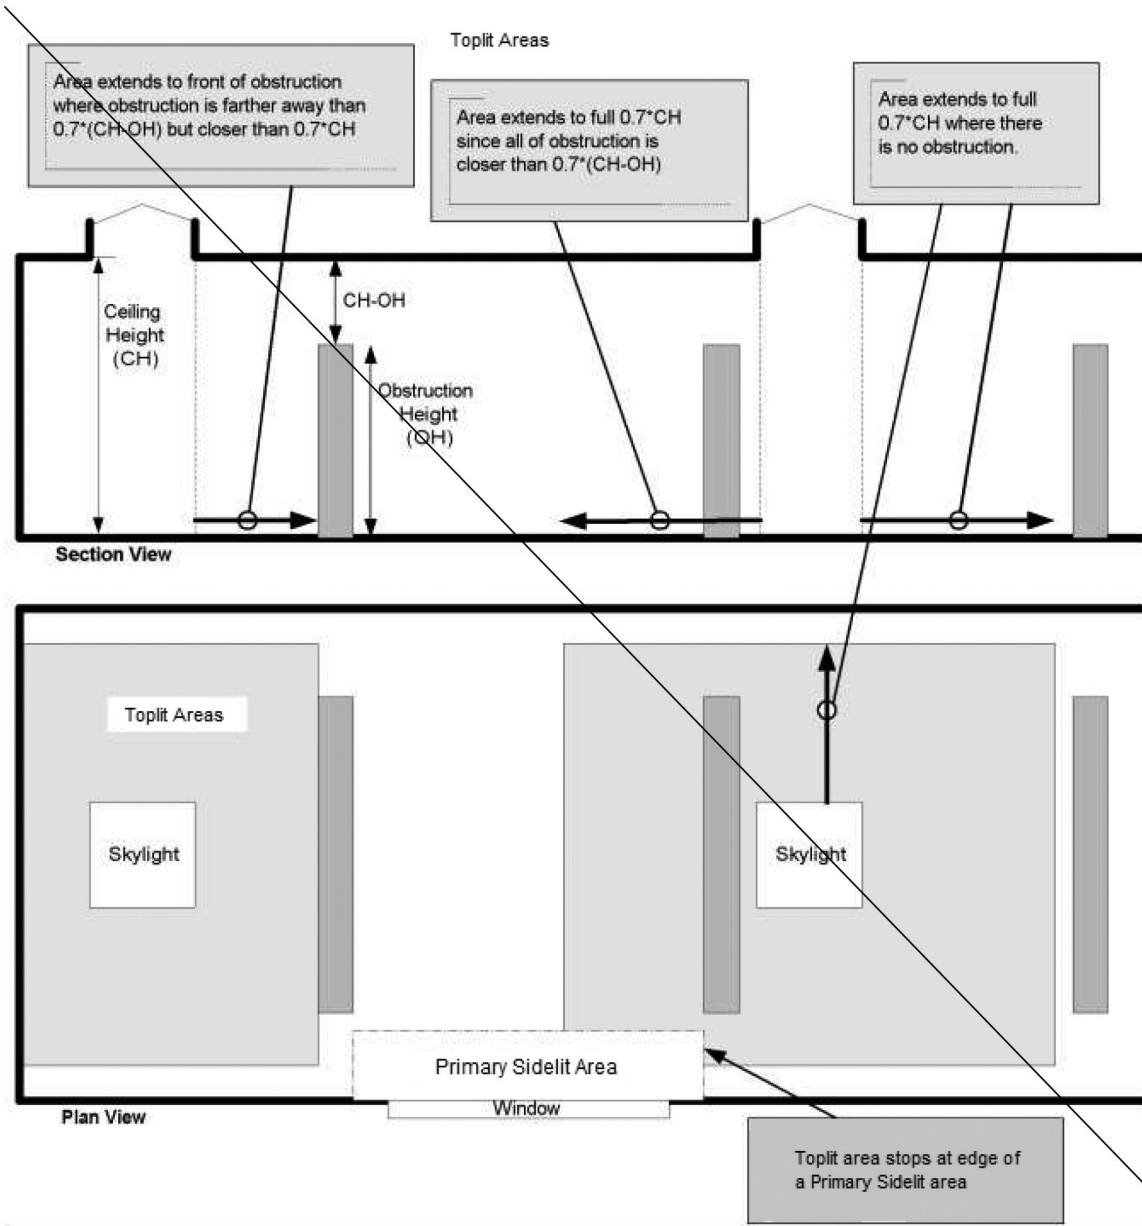 Toplit Areas
Area extends to front of obstruction
where obstruction is farther away than
0.7*(CH-OH) but closer than 0.7*CH
Area extends to full 0.7*CH
since all of obstruction is
closer than 0.7*(CH-OH)
Area extends to full
0.7*CH where there
is no obstruction.
Ceiling
Height
(CH)
CH-OH
Obstruction
Height
(OH)
Section View
Toplit Areas
Skylight
Skylight
Primary Sidelit Area
Window
Plan View
Toplit area stops at edge of
a Primary Sidelit area